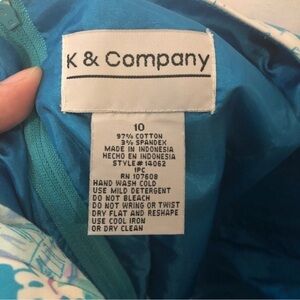 K & Company
10
97% COTTON
3% SPANDEX
MADE IN INDONESIA
HECHO EN INDONESIA
STYLE# 14062
1PC
RN 107608
HAND WASH COLD
USE MILD DETERGENT
DO NOT BLEACH
DO NOT WRING OR TWIST
DRY FLAT AND RESHAPE
USE COOL IRON
OR DRY CLEAN